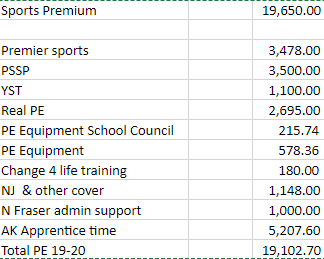 Sports Premium 19,650.00
Premier sports 3,478.00
PSSP 3,500.00
YST 1,100.00
Real PE 2,695.00
PE Equipment School Council 215.74
PE Equipment 578.36
Change 4 life training 180.00
NJ & other cover 1,148.00
N Fraser admin support 1,000.00
AK Apprentice time 5,207.60
Total PE 19-20 19,102.70